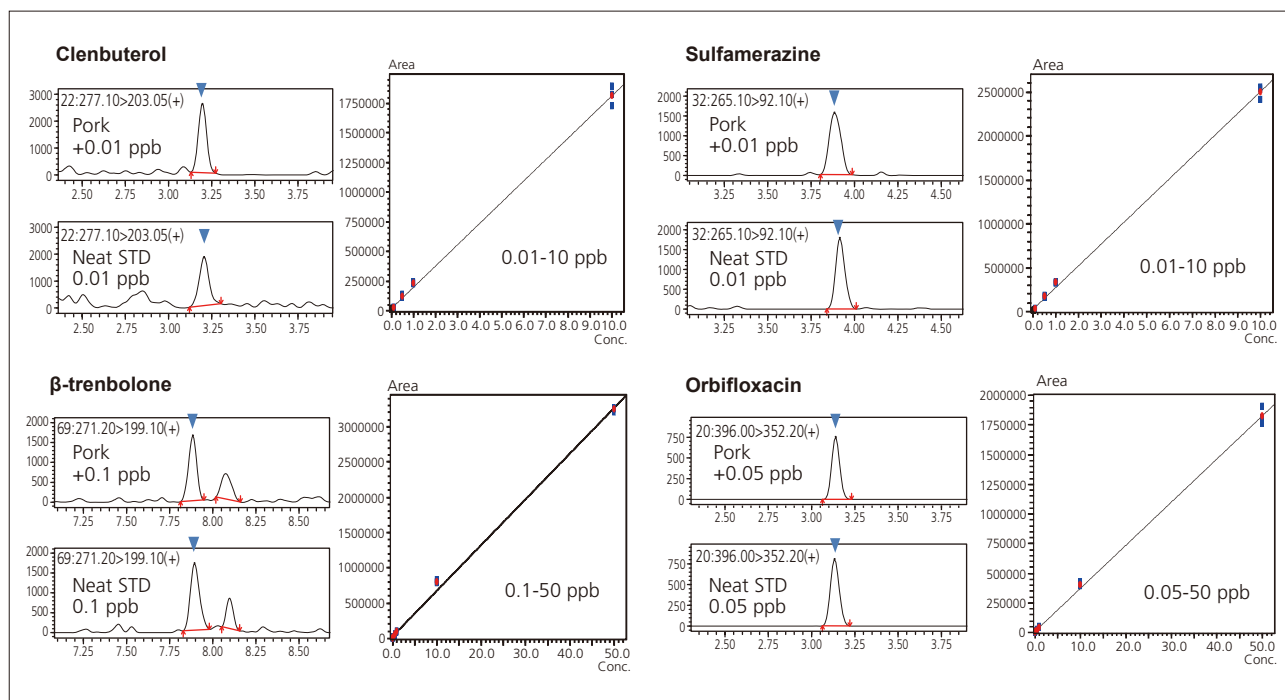 Clenbuterol
22:277.10>203.05(+)
Pork
+0.01 ppb
3000
2000
1000
0
2.50 2.75 3.00 3.25 3.50 3.75
22:277.10>203.05(+)
Neat STD
0.01 ppb
3000
2000
1000
0
2.50 2.75 3.00 3.25 3.50 3.75
Area
1750000
1500000
1250000
1000000
750000
500000
250000
0
0.01-10 ppb
0.0 1.0 2.0 3.0 4.0 5.0 6.0 7.0 8.0 9.0 10.0
Conc.
Sulfamerazine
32:265.10>92.10(+)
Pork
+0.01 ppb
2000
1500
1000
500
0
3.25 3.50 3.75 4.00 4.25 4.50
32:265.10>92.10(+)
Neat STD
0.01 ppb
2000
1500
1000
500
0
3.25 3.50 3.75 4.00 4.25 4.50
Area
2500000
2000000
1500000
1000000
500000
0
0.01-10 ppb
0.0 1.0 2.0 3.0 4.0 5.0 6.0 7.0 8.0 9.0 10.0
Conc.
β-trenbolone
69:271.20>199.10(+)
Pork
+0.1 ppb
2000
1500
1000
500
0
7.25 7.50 7.75 8.00 8.25 8.50
69:271.20>199.10(+)
Neat STD
0.1 ppb
2000
1500
1000
500
0
7.25 7.50 7.75 8.00 8.25 8.50
Area
3000000
2500000
2000000
1500000
1000000
500000
0
0.1-50 ppb
0.0 10.0 20.0 30.0 40.0 50.0
Conc.
Orbifloxacin
20:396.00>352.20(+)
Pork
+0.05 ppb
750
500
250
0
2.50 2.75 3.00 3.25 3.50 3.75
20:396.00>352.20(+)
Neat STD
0.05 ppb
750
500
250
0
2.50 2.75 3.00 3.25 3.50 3.75
Area
2000000
1750000
1500000
1250000
1000000
750000
500000
250000
0
0.05-50 ppb
0.0 10.0 20.0 30.0 40.0 50.0
Conc.